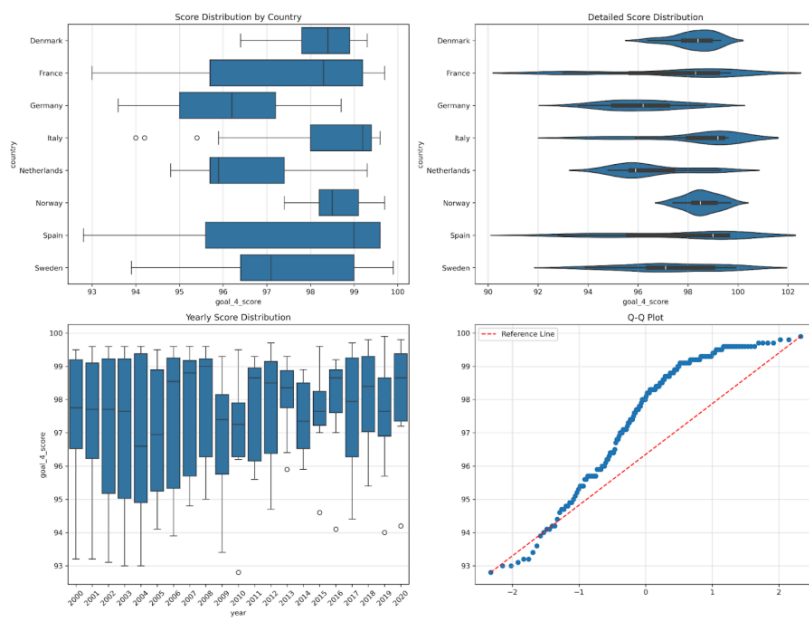 Score Distribution by Country
Denmark
France
Germany
Italy
Netherlands
Norway
Spain
Sweden
country
93 94 95 96 97 98 99 100
goal_4_score
Detailed Score Distribution
Denmark
France
Germany
Italy
Netherlands
Norway
Spain
Sweden
country
90 92 94 96 98 100 102
goal_4_score
Yearly Score Distribution
100
99
98
97
96
95
94
93
goal_4_score
2000 2001 2002 2003 2004 2005 2006 2007 2008 2009 2010 2011 2012 2013 2014 2015 2016 2017 2018 2019 2020
year
Q-Q Plot
Reference Line
100
99
98
97
96
95
94
93
−2 −1 0 1 2